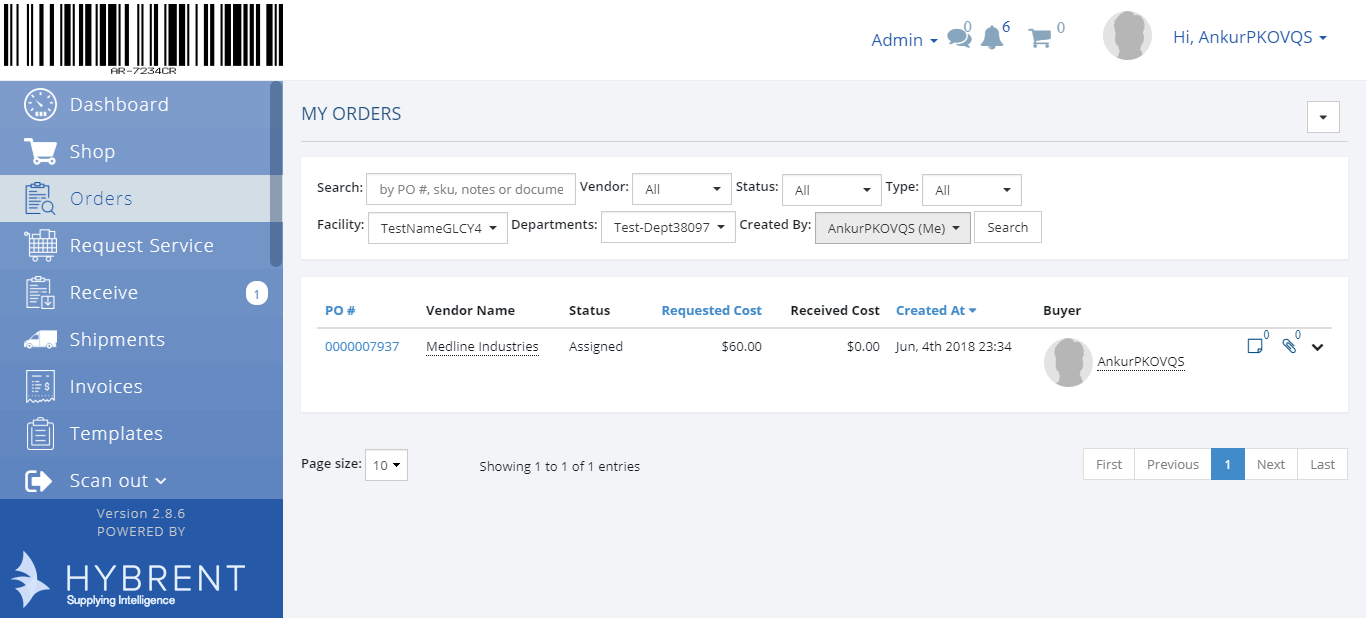 AR-7234CR
Admin 0 6 0 Hi, AnkurPKOVQS
Dashboard
Shop
Orders
Request Service
Receive 1
Shipments
Invoices
Templates
Scan out
Version 2.8.6
POWERED BY
HYBRENT
Supplying Intelligence
MY ORDERS
Search: by PO #, sku, notes or docume Vendor: All Status: All Type: All
Facility: TestNameGLCY4 Departments: Test-Dept38097 Created By: AnkurPKOVQS (Me) Search
PO # Vendor Name Status Requested Cost Received Cost Created At Buyer
0000007937 Medline Industries Assigned $60.00 $0.00 Jun, 4th 2018 23:34 AnkurPKOVQS 0 0
Page size: 10 Showing 1 to 1 of 1 entries First Previous 1 Next Last